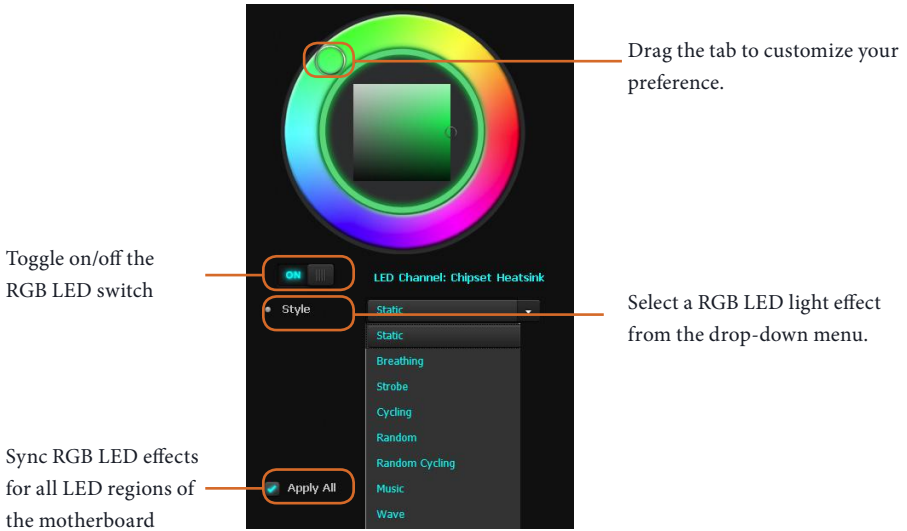 Drag the tab to customize your
preference.
Toggle on/off the
RGB LED switch
ON
LED Channel: Chipset Heatsink
Style
Static
Select a RGB LED light effect
from the drop-down menu.
Static
Breathing
Strobe
Cycling
Random
Random Cycling
Music
Wave
Sync RGB LED effects
for all LED regions of
the motherboard
Apply All